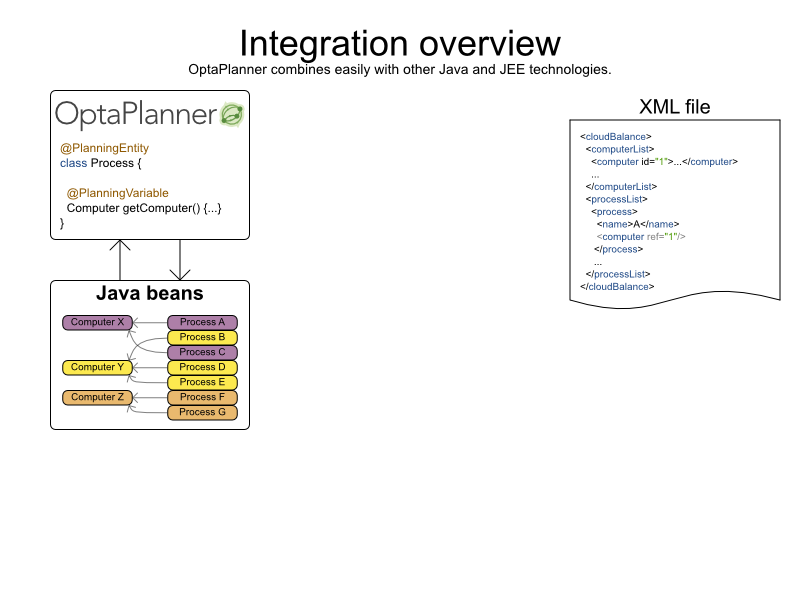 Integration overview
OptaPlanner combines easily with other Java and JEE technologies.
OptaPlanner
@PlanningEntity
class Process {
@PlanningVariable
Computer getComputer() {...}
}
Java beans
Computer X
Process A
Process B
Process C
Computer Y
Process D
Process E
Computer Z
Process F
Process G
XML file
<cloudBalance>
<computerList>
<computer id="1">...</computer>
...
</computerList>
<processList>
<process>
<name>A</name>
<computer ref="1"/>
</process>
...
</processList>
</cloudBalance>